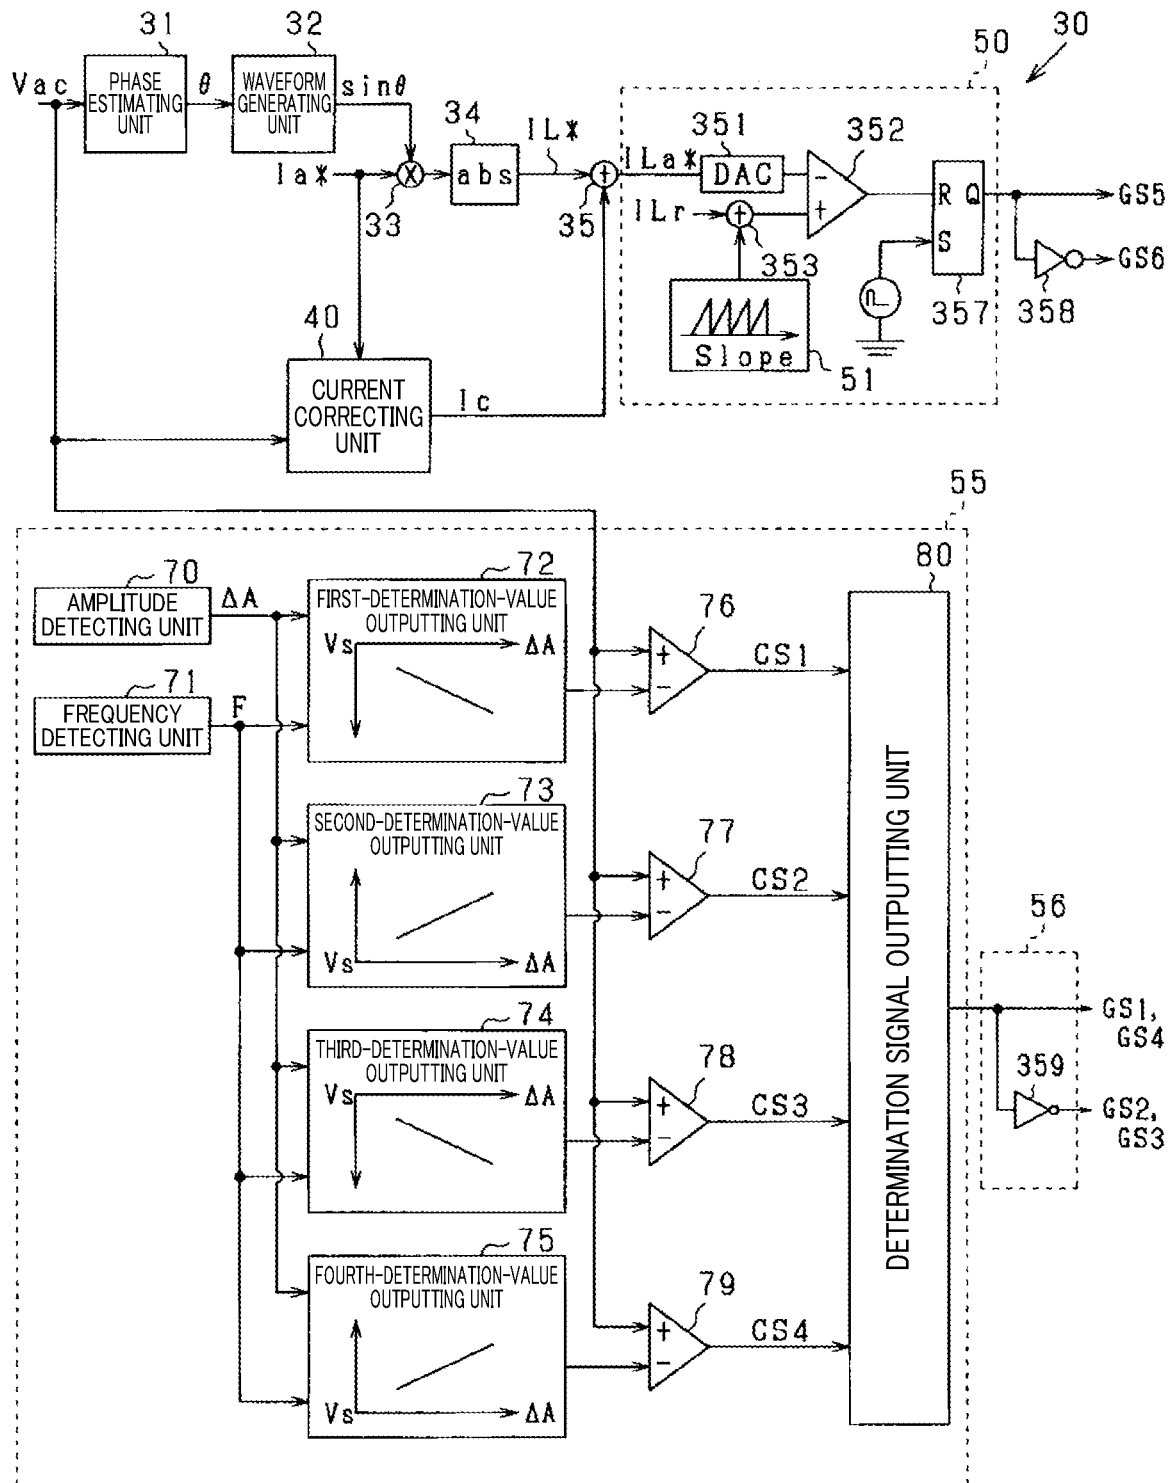 31
32
50
30
Vac
PHASE
ESTIMATING
UNIT
θ
WAVEFORM
GENERATING
UNIT
sinθ
34
IL*
351
352
ILa*
Ia*
X
abs
+
DAC
−
+
R Q
S
GS5
33
35
ILr
+
353
GS6
357
358
40
Slope
51
CURRENT
CORRECTING
UNIT
Ic
55
70
72
80
AMPLITUDE
DETECTING UNIT
ΔA
FIRST-DETERMINATION-VALUE
OUTPUTTING UNIT
Vs
ΔA
76
+
−
CS1
71
FREQUENCY
DETECTING UNIT
F
73
SECOND-DETERMINATION-VALUE
OUTPUTTING UNIT
Vs
ΔA
77
+
−
CS2
DETERMINATION SIGNAL OUTPUTTING UNIT
56
74
THIRD-DETERMINATION-VALUE
OUTPUTTING UNIT
Vs
ΔA
78
+
−
CS3
GS1,
GS4
359
GS2,
GS3
75
FOURTH-DETERMINATION-VALUE
OUTPUTTING UNIT
Vs
ΔA
79
+
−
CS4